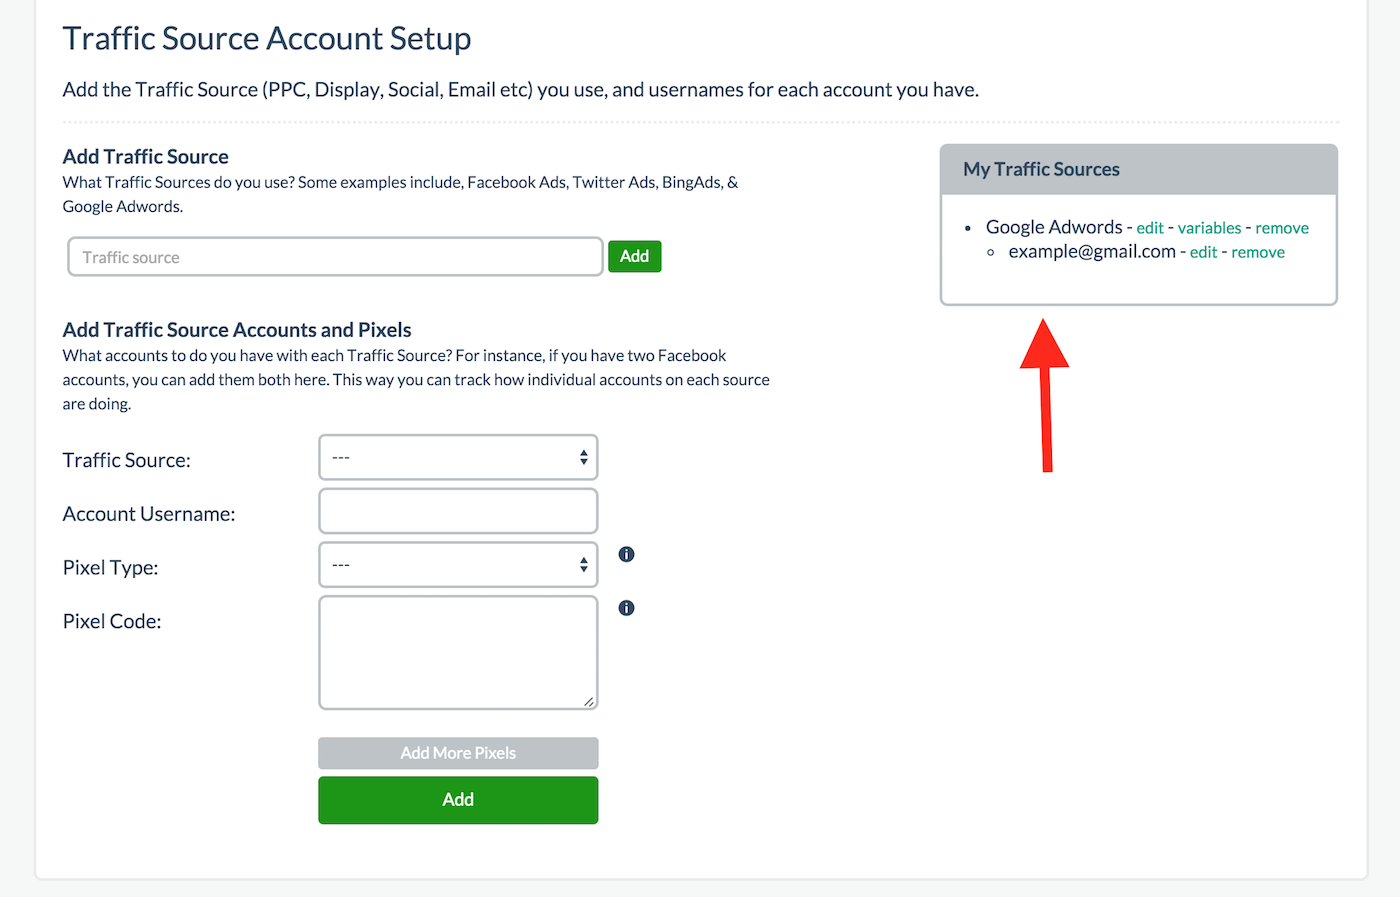 Traffic Source Account Setup
Add the Traffic Source (PPC, Display, Social, Email etc) you use, and usernames for each account you have.
Add Traffic Source
What Traffic Sources do you use? Some examples include, Facebook Ads, Twitter Ads, BingAds, &
Google Adwords.
Traffic source
Add
Add Traffic Source Accounts and Pixels
What accounts to do you have with each Traffic Source? For instance, if you have two Facebook
accounts, you can add them both here. This way you can track how individual accounts on each source
are doing.
Traffic Source:
---
Account Username:
Pixel Type:
---
Pixel Code:
Add More Pixels
Add
My Traffic Sources
Google Adwords - edit - variables - remove
example@gmail.com - edit - remove